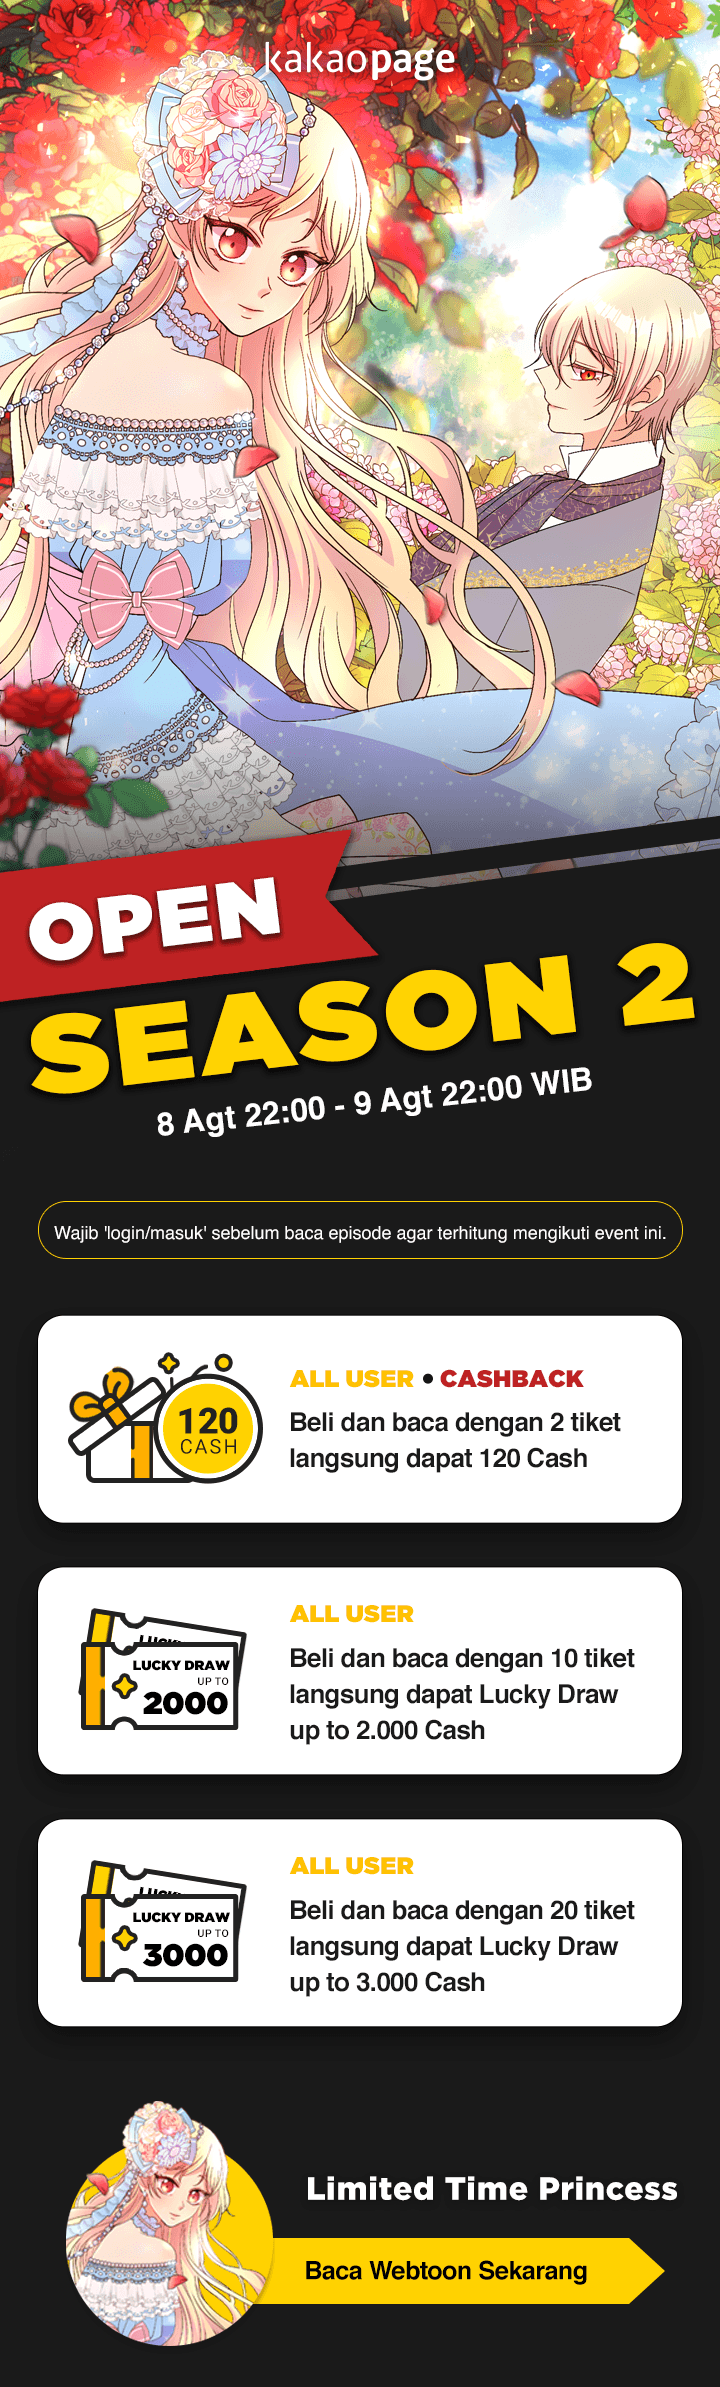 kakaopage
OPEN
SEASON 2
8 Agt 22:00 - 9 Agt 22:00 WIB
Wajib 'login/masuk' sebelum baca episode agar terhitung mengikuti event ini.
120
CASH
ALL USER • CASHBACK
Beli dan baca dengan 2 tiket
langsung dapat 120 Cash
LUCKY DRAW
UP TO
2000
ALL USER
Beli dan baca dengan 10 tiket
langsung dapat Lucky Draw
up to 2.000 Cash
LUCKY DRAW
UP TO
3000
ALL USER
Beli dan baca dengan 20 tiket
langsung dapat Lucky Draw
up to 3.000 Cash
Limited Time Princess
Baca Webtoon Sekarang